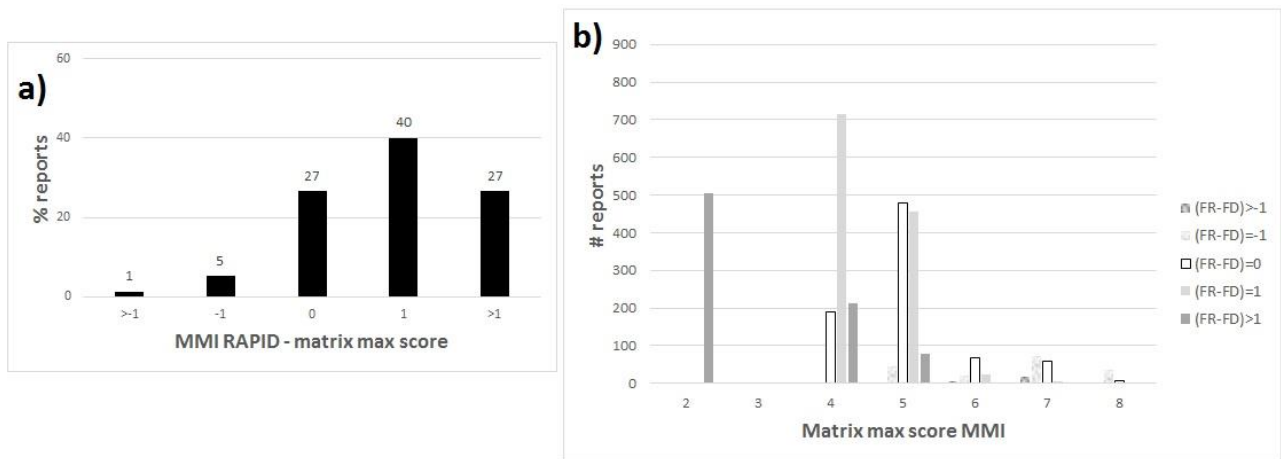 a)
60
40
20
0
% reports
1
5
27
40
27
>-1
-1
0
1
>1
MMI RAPID - matrix max score
b)
900
800
700
600
500
400
300
200
100
0
# reports
2
3
4
5
6
7
8
Matrix max score MMI
(FR-FD)>-1
(FR-FD)=-1
(FR-FD)=0
(FR-FD)=1
(FR-FD)>1